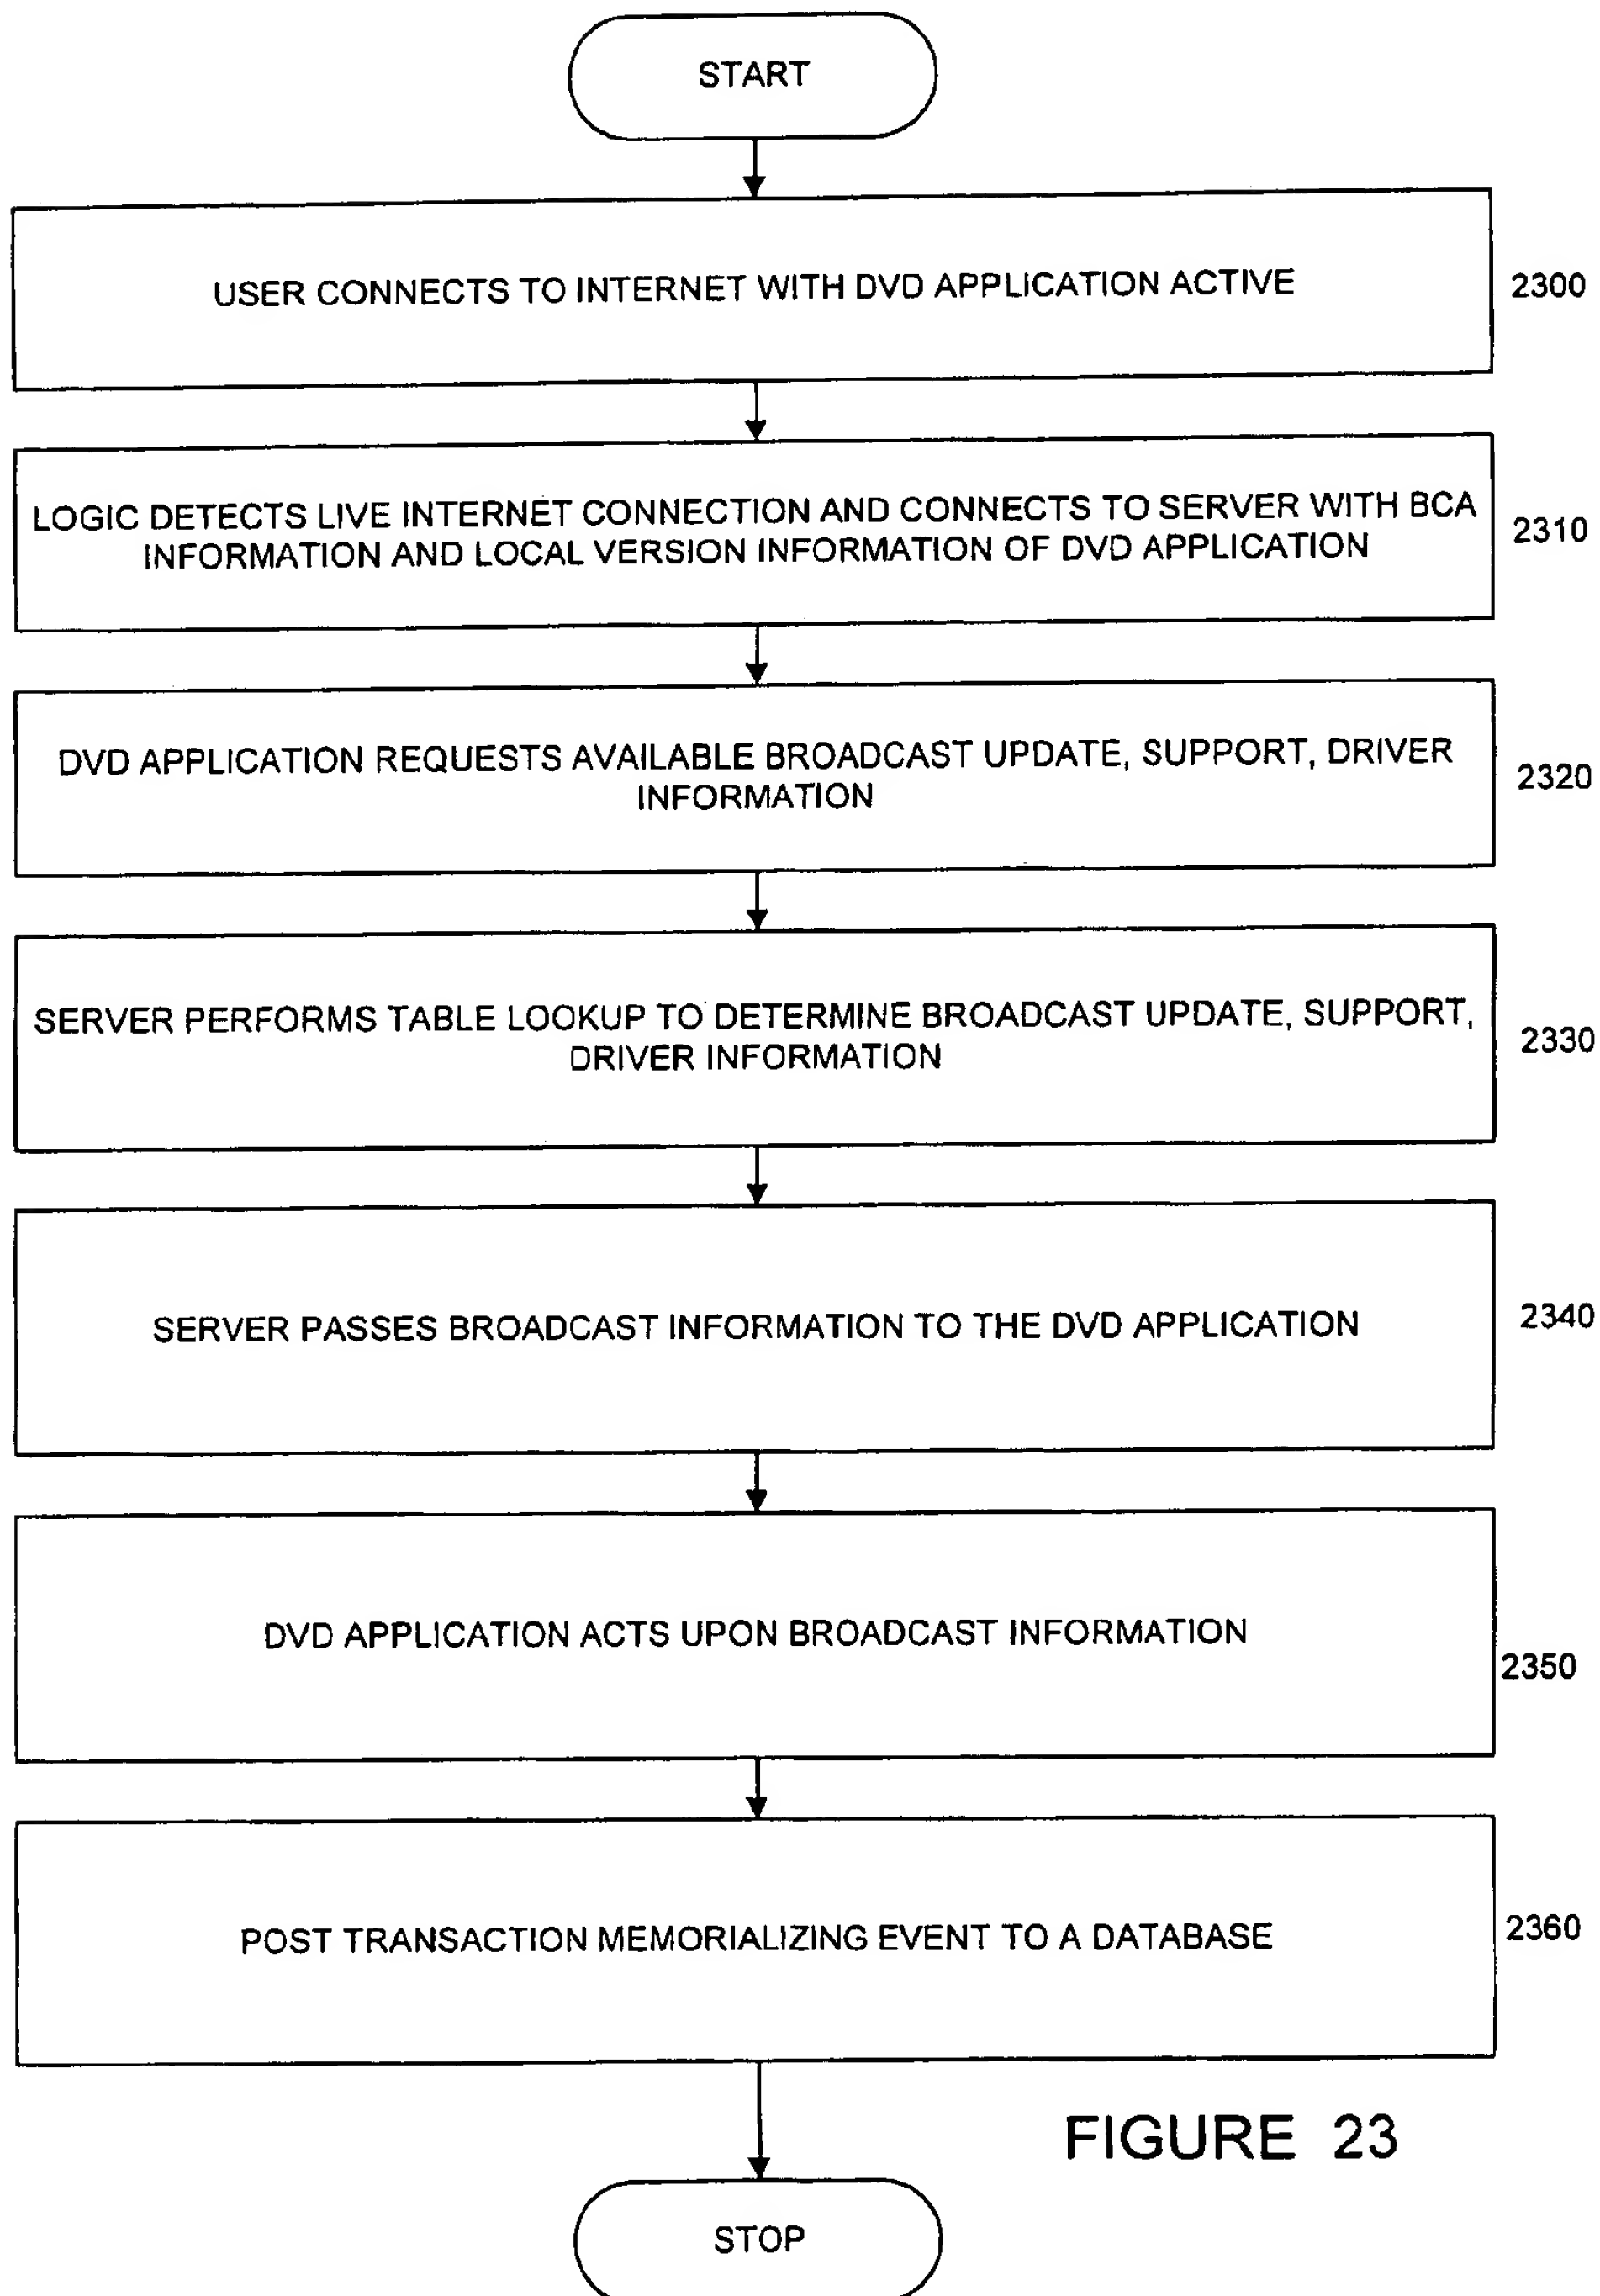 START
USER CONNECTS TO INTERNET WITH DVD APPLICATION ACTIVE
2300
LOGIC DETECTS LIVE INTERNET CONNECTION AND CONNECTS TO SERVER WITH BCA
INFORMATION AND LOCAL VERSION INFORMATION OF DVD APPLICATION
2310
DVD APPLICATION REQUESTS AVAILABLE BROADCAST UPDATE, SUPPORT, DRIVER
INFORMATION
2320
SERVER PERFORMS TABLE LOOKUP TO DETERMINE BROADCAST UPDATE, SUPPORT,
DRIVER INFORMATION
2330
SERVER PASSES BROADCAST INFORMATION TO THE DVD APPLICATION
2340
DVD APPLICATION ACTS UPON BROADCAST INFORMATION
2350
POST TRANSACTION MEMORIALIZING EVENT TO A DATABASE
2360
FIGURE 23
STOP